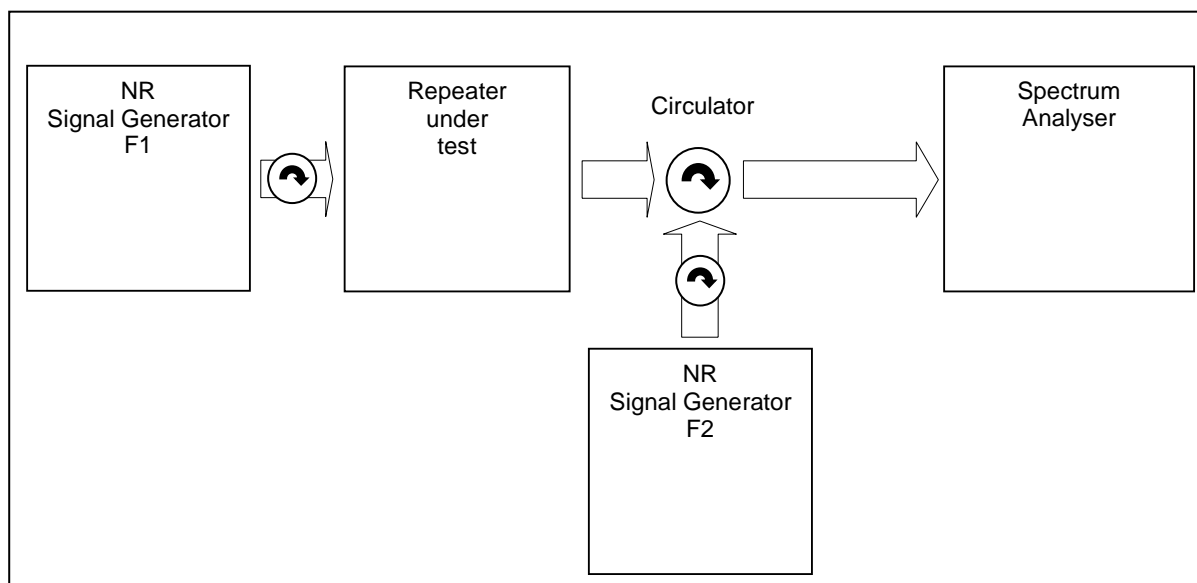 NR
Signal Generator
F1
Repeater
under
test
Circulator
Spectrum
Analyser
NR
Signal Generator
F2